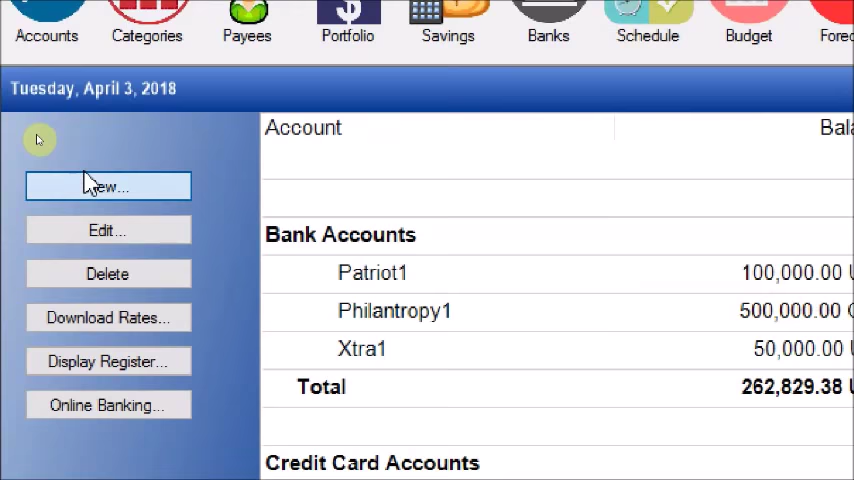 Accounts Categories Payees Portfolio Savings Banks Schedule Budget
Tuesday, April 3, 2018
Account
Edit...
Delete
Download Rates...
Display Register...
Online Banking...
Bank Accounts
Patriot1 100,000.00
Philantropy1 500,000.00
Xtra1 50,000.00
Total 262,829.38
Credit Card Accounts